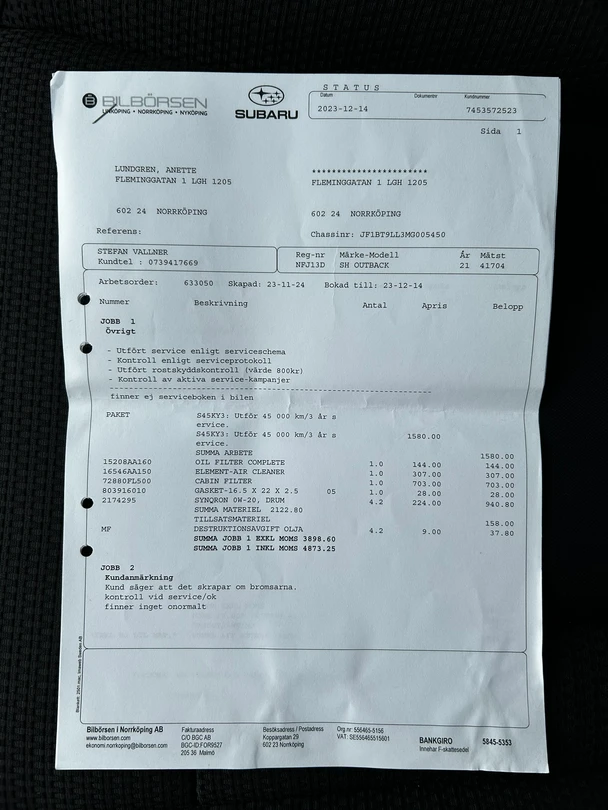 BILBÖRSEN
LINKÖPING • NORRKÖPING • NYKÖPING
SUBARU
STATUS
Datum Dokumentnr Kundnummer
2023-12-14 7453572523
Sida 1
LUNDGREN, ANETTE ***********************
FLEMINGGATAN 1 LGH 1205 FLEMINGGATAN 1 LGH 1205
602 24 NORRKÖPING 602 24 NORRKÖPING
Referens: Chassinr: JF1BT9LL3MG005450
STEFAN VALLNER Reg-nr Märke-Modell År Mätst
Kundtel : 0739417669 NFJ13D SH OUTBACK 21 41704
Arbetsorder: 633050 Skapad: 23-11-24 Bokad till: 23-12-14
Nummer Beskrivning Antal Apris Belopp
JOBB 1
Övrigt
- Utfört service enligt serviceschema
- Kontroll enligt serviceprotokoll
- Utfört rostskyddskontroll (värde 800kr)
- Kontroll av aktiva service-kampanjer
finner ej serviceboken i bilen
PAKET S45KY3: Utför 45 000 km/3 år s
ervice.
S45KY3: Utför 45 000 km/3 år s 1580.00
ervice.
SUMMA ARBETE 1580.00
15208AA160 OIL FILTER COMPLETE 1.0 144.00 144.00
16546AA150 ELEMENT-AIR CLEANER 1.0 307.00 307.00
72880FL500 CABIN FILTER 1.0 703.00 703.00
803916010 GASKET-16.5 X 22 X 2.5 05 1.0 28.00 28.00
2174295 SYNQRON 0W-20, DRUM 4.2 224.00 940.80
SUMMA MATERIEL 2122.80
TILLSATSMATERIEL 158.00
MF DESTRUKTIONSAVGIFT OLJA 4.2 9.00 37.80
SUMMA JOBB 1 EXKL MOMS 3898.60
SUMMA JOBB 1 INKL MOMS 4873.25
JOBB 2
Kundanmärkning
Kund säger att det skrapar om bromsarna.
kontroll vid service/ok
finner inget onormalt
Bilbörsen i Norrköping AB Fakturaadress Besöksadress / Postadress Org.nr: 556465-5156
www.bilborsen.com C/O BGC AB Koppargatan 29 VAT: SE556465515601
ekonomi.norrkoping@bilborsen.com BGC-ID:FOR9527 602 23 Norrköping
205 36 Malmö
BANKGIRO 5845-5353
Innehar F-skattesedel